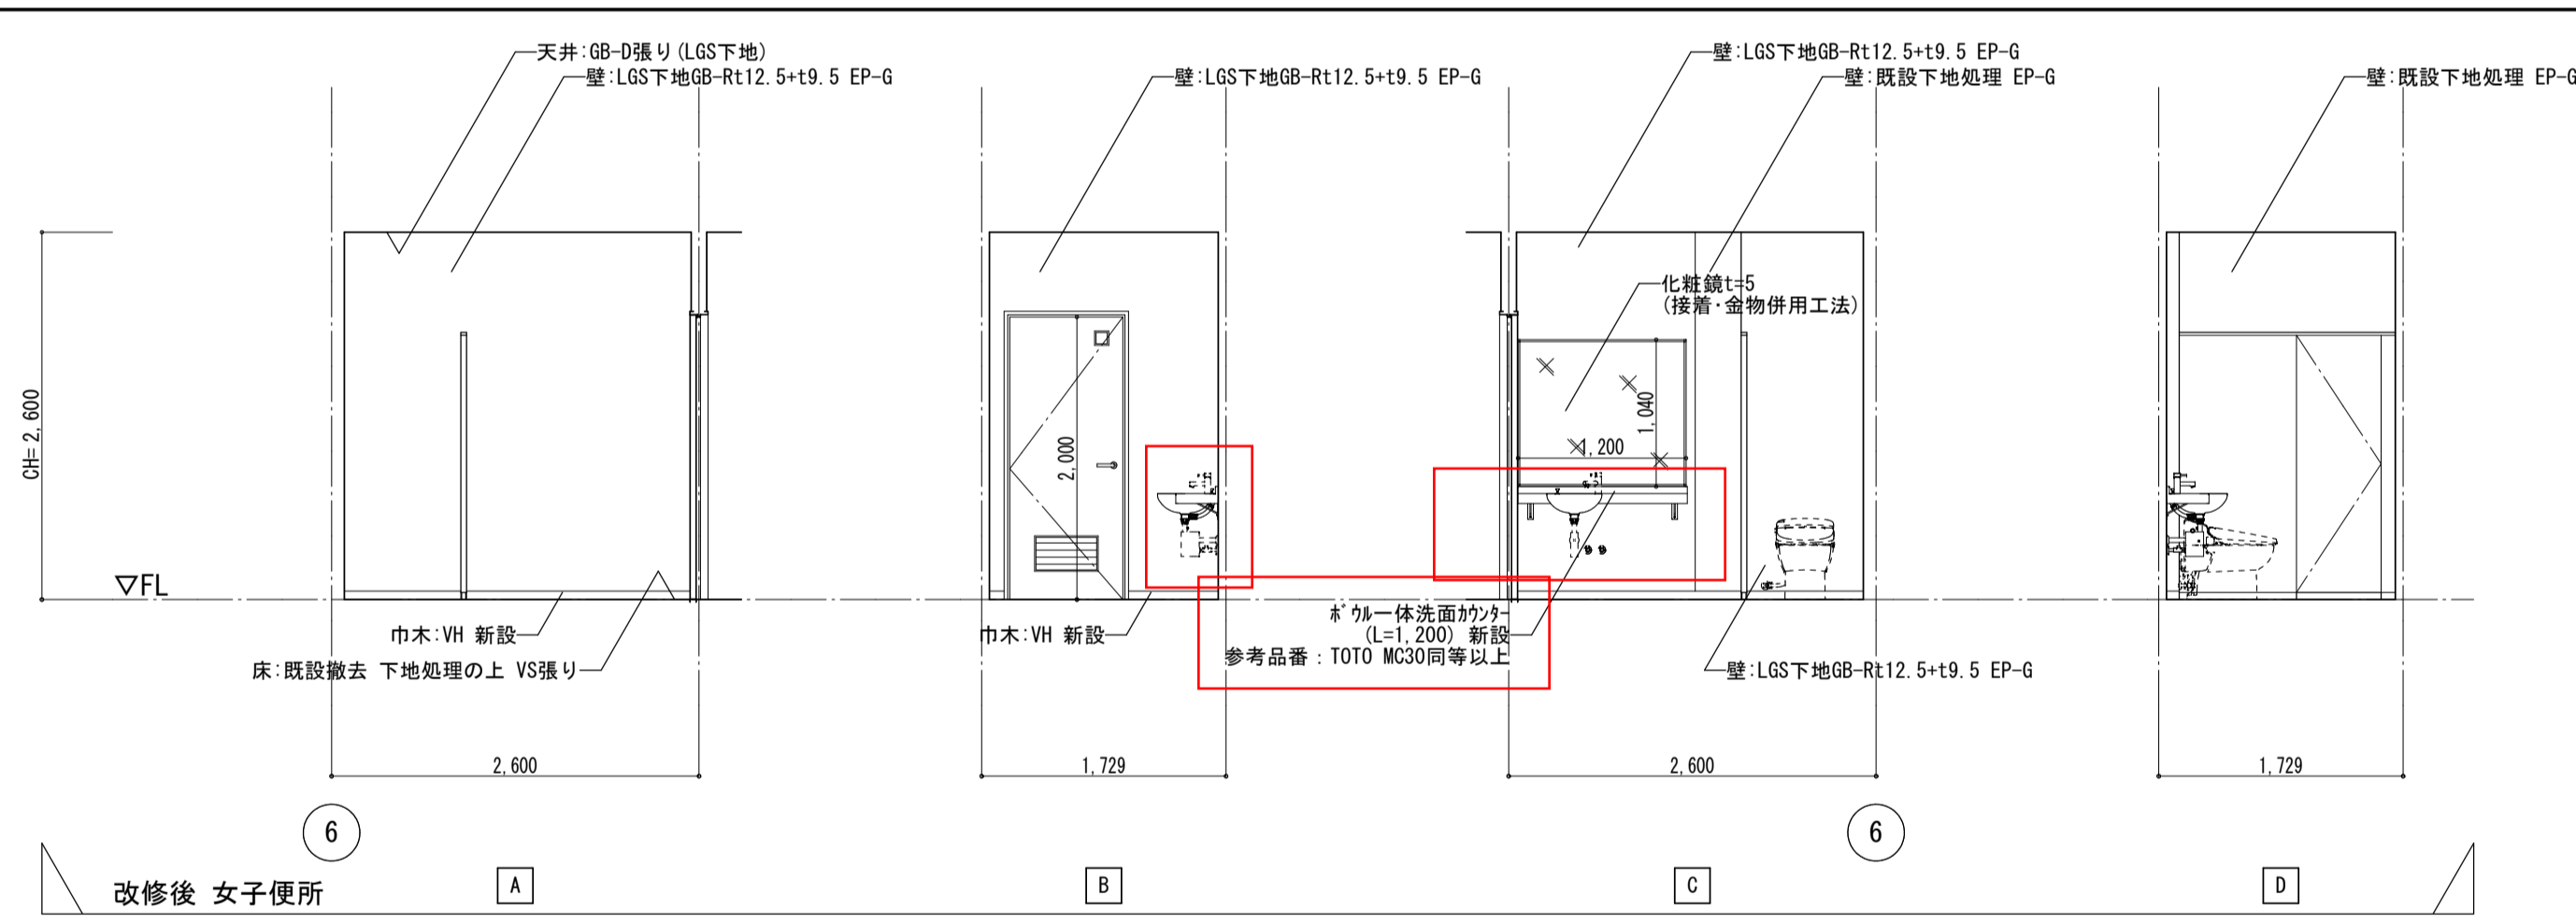 天井:GB-D張り(LGS下地)
壁:LGS下地GB-Rt12.5+t9.5 EP-G
壁:LGS下地GB-Rt12.5+t9.5 EP-G
壁:LGS下地GB-Rt12.5+t9.5 EP-G
壁:既設下地処理 EP-G
壁:既設下地処理 EP-G
化粧鏡t=5
(接着・金物併用工法)
CH=2,600
2,000
1,040
1,200
▽FL
巾木:VH 新設
床:既設撤去 下地処理の上 VS張り
巾木:VH 新設
ﾎﾞｳﾙ一体洗面ｶｳﾝﾀｰ
(L=1,200) 新設
参考品番：TOTO MC30同等以上
壁:LGS下地GB-Rt12.5+t9.5 EP-G
2,600
1,729
2,600
1,729
6
6
改修後 女子便所
A
B
C
D